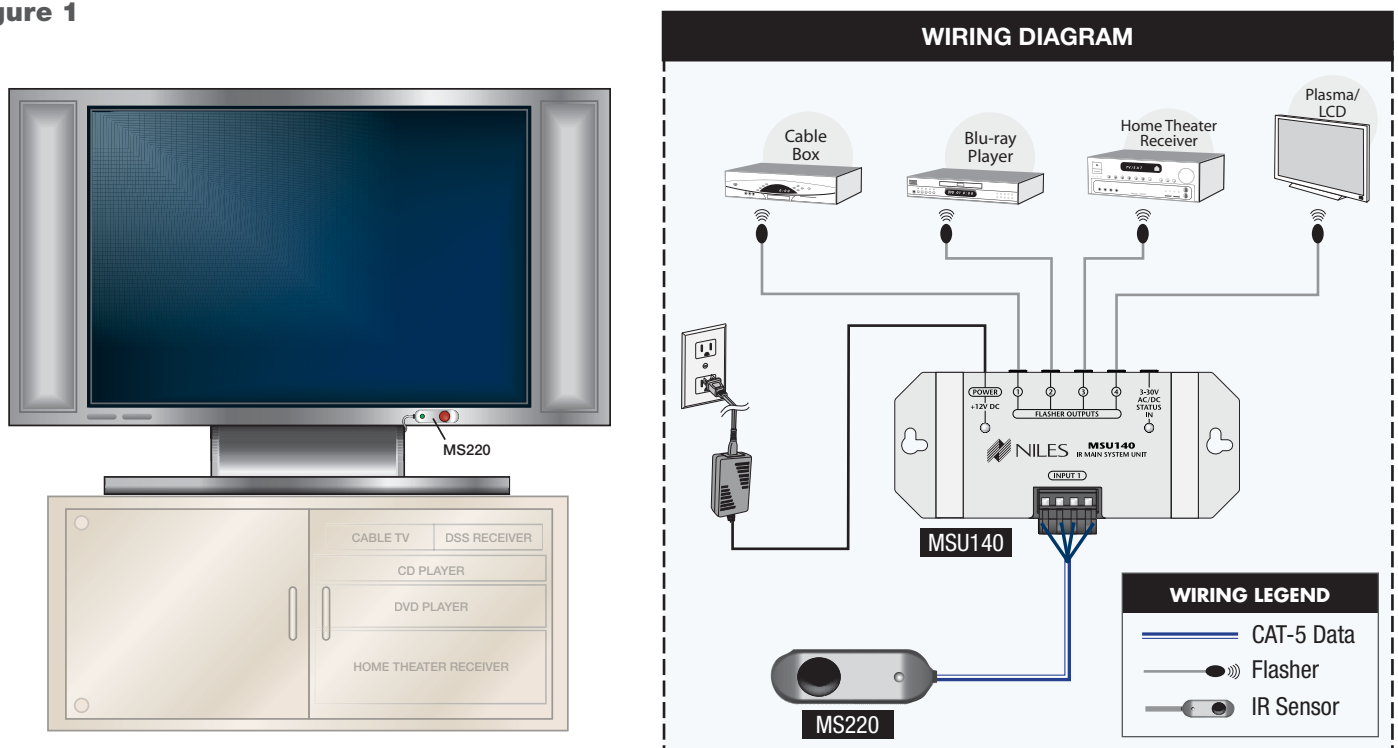 gure 1
MS220
CABLE TV
DSS RECEIVER
CD PLAYER
DVD PLAYER
HOME THEATER RECEIVER
WIRING DIAGRAM
Cable
Box
Blu-ray
Player
Home Theater
Receiver
Plasma/
LCD
POWER
+12V DC
1
2
3
4
FLASHER OUTPUTS
3-30V
AC/DC
STATUS
IN
NILES
MSU140
IR MAIN SYSTEM UNIT
INPUT 1
MSU140
MS220
WIRING LEGEND
CAT-5 Data
Flasher
IR Sensor